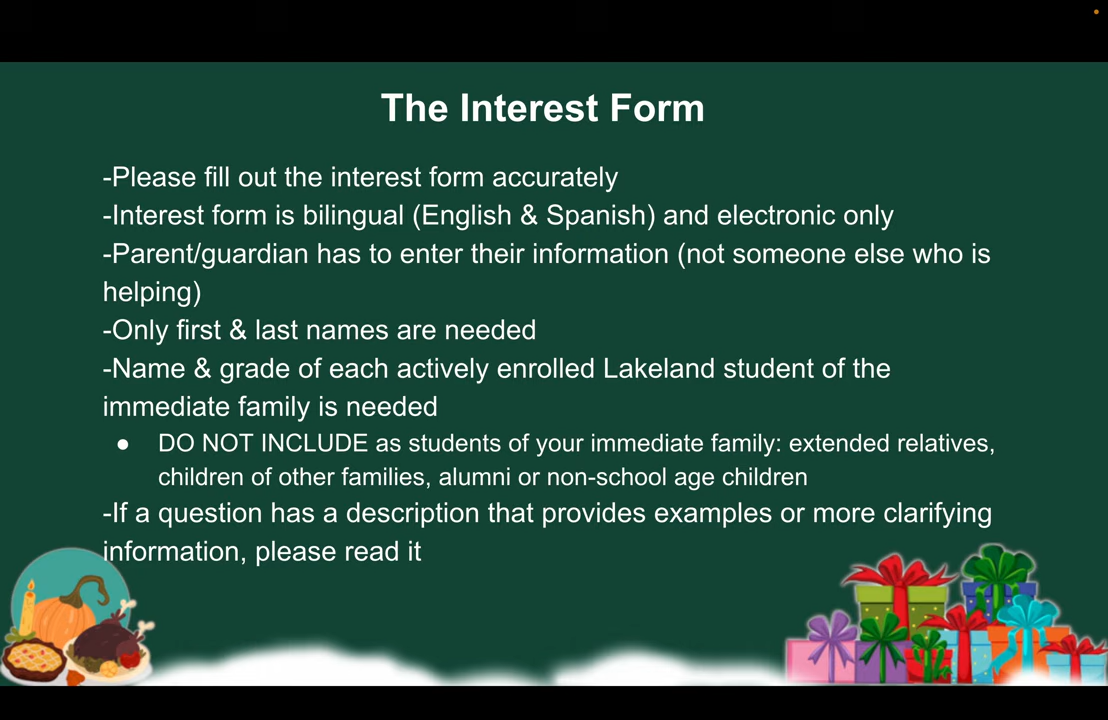 The Interest Form
-Please fill out the interest form accurately
-Interest form is bilingual (English & Spanish) and electronic only
-Parent/guardian has to enter their information (not someone else who is
helping)
-Only first & last names are needed
-Name & grade of each actively enrolled Lakeland student of the
immediate family is needed
● DO NOT INCLUDE as students of your immediate family: extended relatives,
children of other families, alumni or non-school age children
-If a question has a description that provides examples or more clarifying
information, please read it